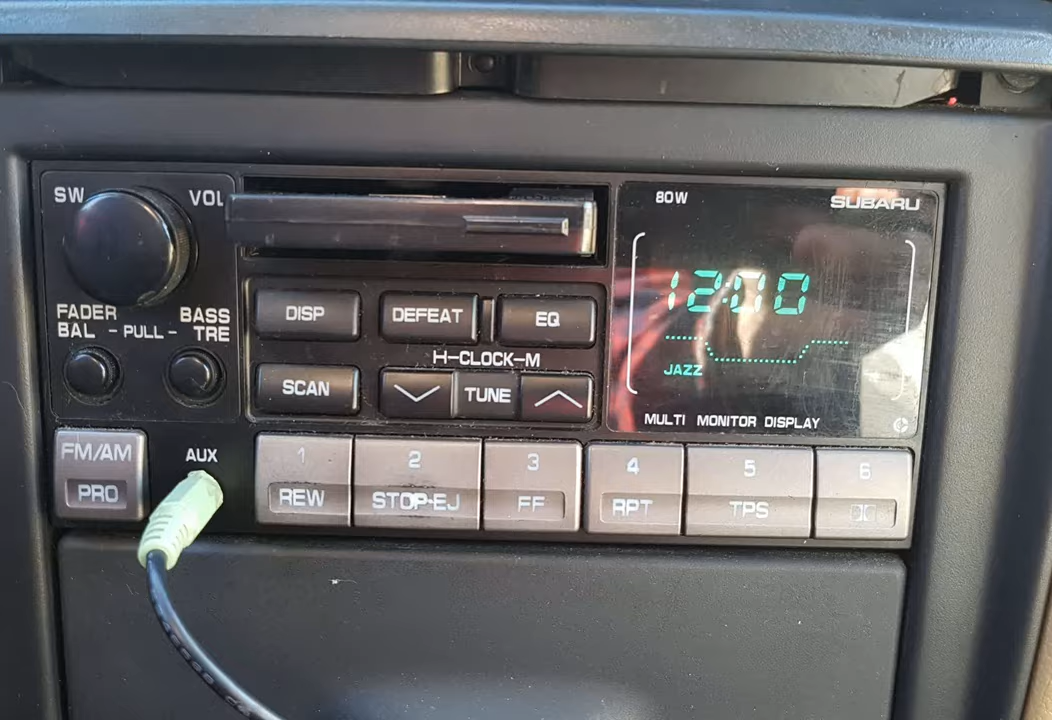 SW VOL
80W SUBARU
FADER BASS
BAL - PULL - TRE
12:00
JAZZ
MULTI MONITOR DISPLAY
DISP DEFEAT EQ
H-CLOCK-M
SCAN TUNE
FM/AM
PRO
AUX
1 2 3 4 5 6
REW STOP-EJ FF RPT TPS